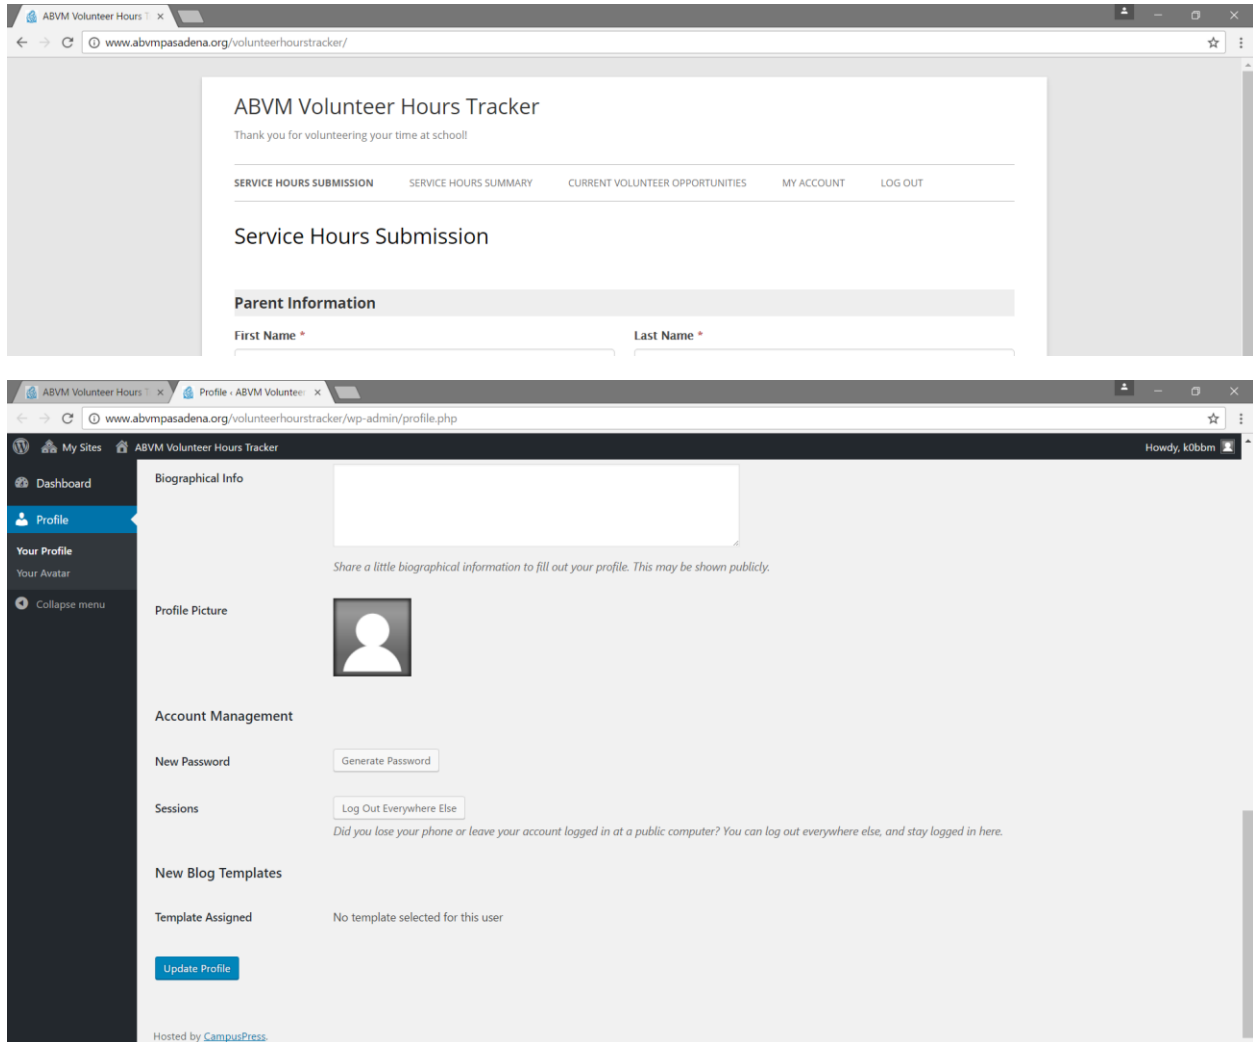 ABVM Volunteer Hours T
www.abvmpasadena.org/volunteerhourstracker/
ABVM Volunteer Hours Tracker
Thank you for volunteering your time at school!
SERVICE HOURS SUBMISSION SERVICE HOURS SUMMARY CURRENT VOLUNTEER OPPORTUNITIES MY ACCOUNT LOG OUT
Service Hours Submission
Parent Information
First Name * Last Name *
ABVM Volunteer Hours T Profile ‹ ABVM Volunteer
www.abvmpasadena.org/volunteerhourstracker/wp-admin/profile.php
My Sites ABVM Volunteer Hours Tracker Howdy, k0bbm
Dashboard
Profile
Your Profile
Your Avatar
Collapse menu
Biographical Info
Share a little biographical information to fill out your profile. This may be shown publicly.
Profile Picture
Account Management
New Password Generate Password
Sessions Log Out Everywhere Else
Did you lose your phone or leave your account logged in at a public computer? You can log out everywhere else, and stay logged in here.
New Blog Templates
Template Assigned No template selected for this user
Update Profile
Hosted by CampusPress.